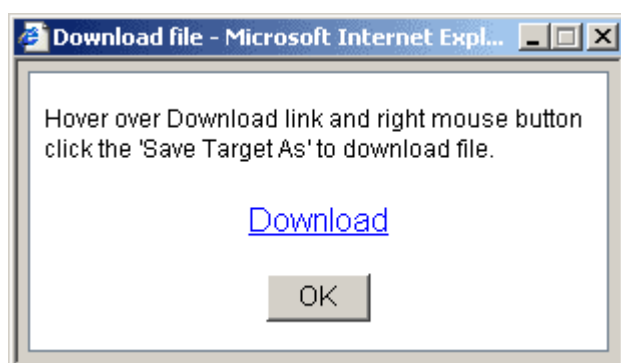 Download file - Microsoft Internet Expl...
Hover over Download link and right mouse button
click the 'Save Target As' to download file.
Download
OK